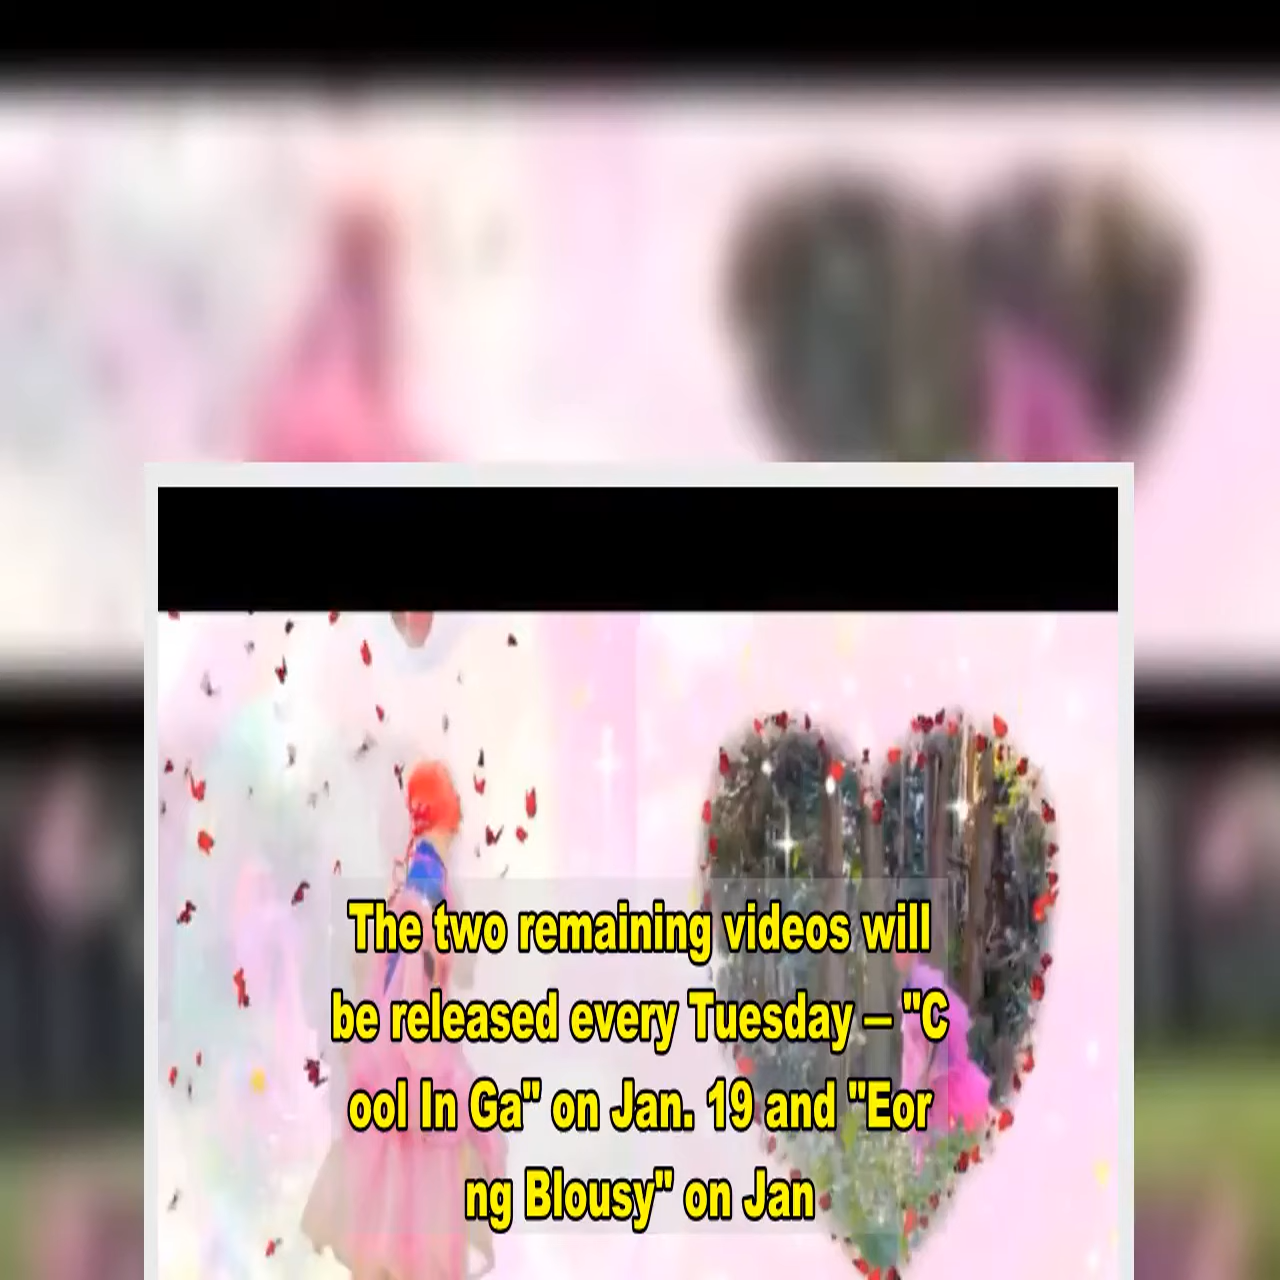 The two remaining videos will
be released every Tuesday – "C
ool In Ga" on Jan. 19 and "Eor
ng Blousy" on Jan